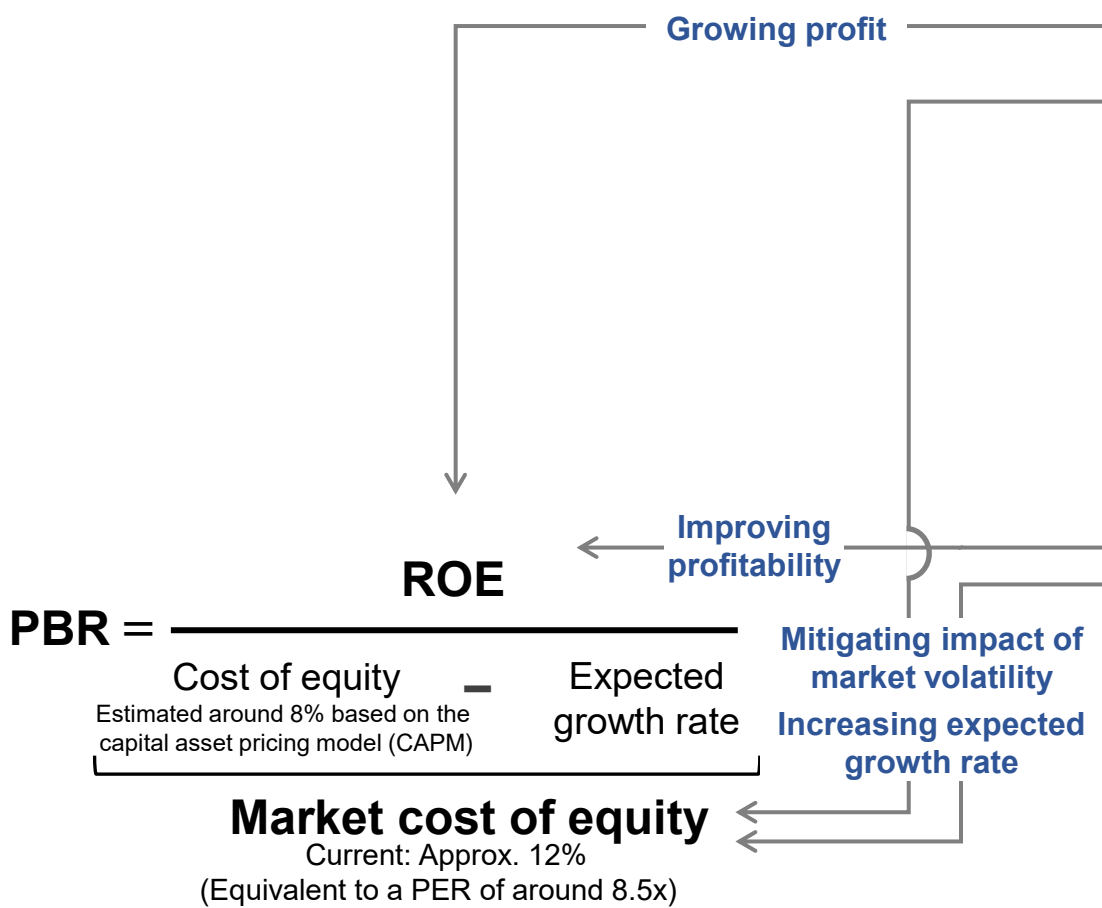 Growing profit
Improving
profitability
ROE
PBR =
Cost of equity
Estimated around 8% based on the
capital asset pricing model (CAPM)
-
Expected
growth rate
Mitigating impact of
market volatility
Increasing expected
growth rate
Market cost of equity
Current: Approx. 12%
(Equivalent to a PER of around 8.5x)